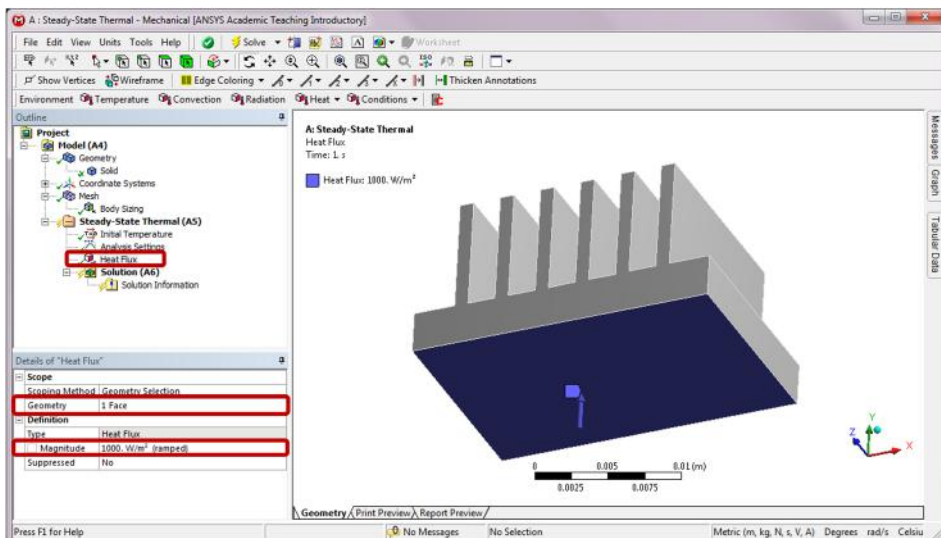 A : Steady-State Thermal - Mechanical [ANSYS Academic Teaching Introductory]
File Edit View Units Tools Help Solve Worksheet
Show Vertices Wireframe Edge Coloring Thicken Annotations
Environment Temperature Convection Radiation Heat Conditions
Outline
Project
Model (A4)
Geometry
Solid
Coordinate Systems
Mesh
Body Sizing
Steady-State Thermal (A5)
Initial Temperature
Analysis Settings
Heat Flux
Solution (A6)
Solution Information
Details of "Heat Flux"
Scope
Scoping Method Geometry Selection
Geometry 1 Face
Definition
Type Heat Flux
Magnitude 1000. W/m² (ramped)
Suppressed No
A: Steady-State Thermal
Heat Flux
Time: 1. s
Heat Flux: 1000. W/m²
0 0.005 0.01 (m)
0.0025 0.0075
Y
Z
X
Geometry Print Preview Report Preview
Messages
Graph
Tabular Data
Press F1 for Help No Messages No Selection Metric (m, kg, N, s, V, A) Degrees rad/s Celsiu